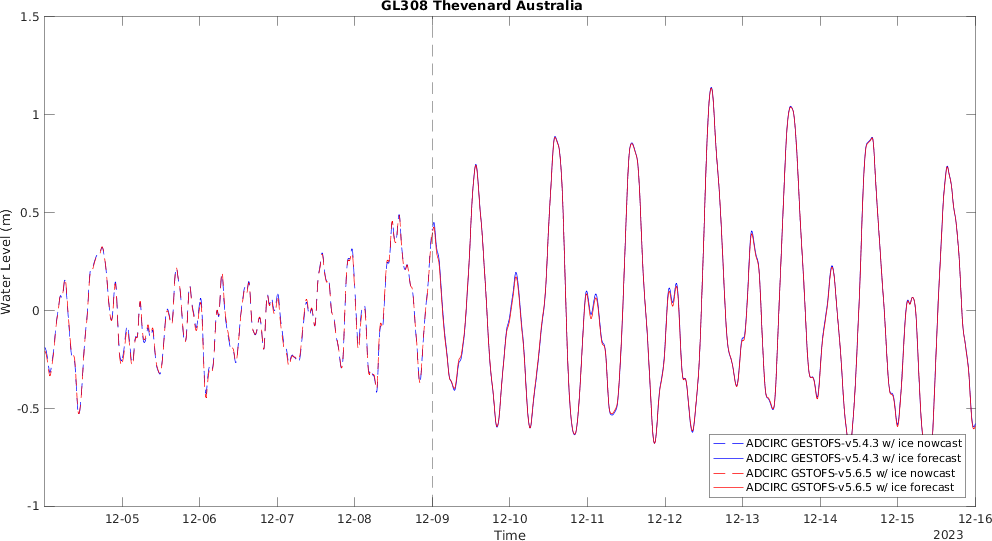 GL308 Thevenard Australia
1.5
1
0.5
0
-0.5
-1
Water Level (m)
ADCIRC GESTOFS-v5.4.3 w/ ice nowcast
ADCIRC GESTOFS-v5.4.3 w/ ice forecast
ADCIRC GSTOFS-v5.6.5 w/ ice nowcast
ADCIRC GSTOFS-v5.6.5 w/ ice forecast
12-05 12-06 12-07 12-08 12-09 12-10 12-11 12-12 12-13 12-14 12-15 12-16
Time
2023